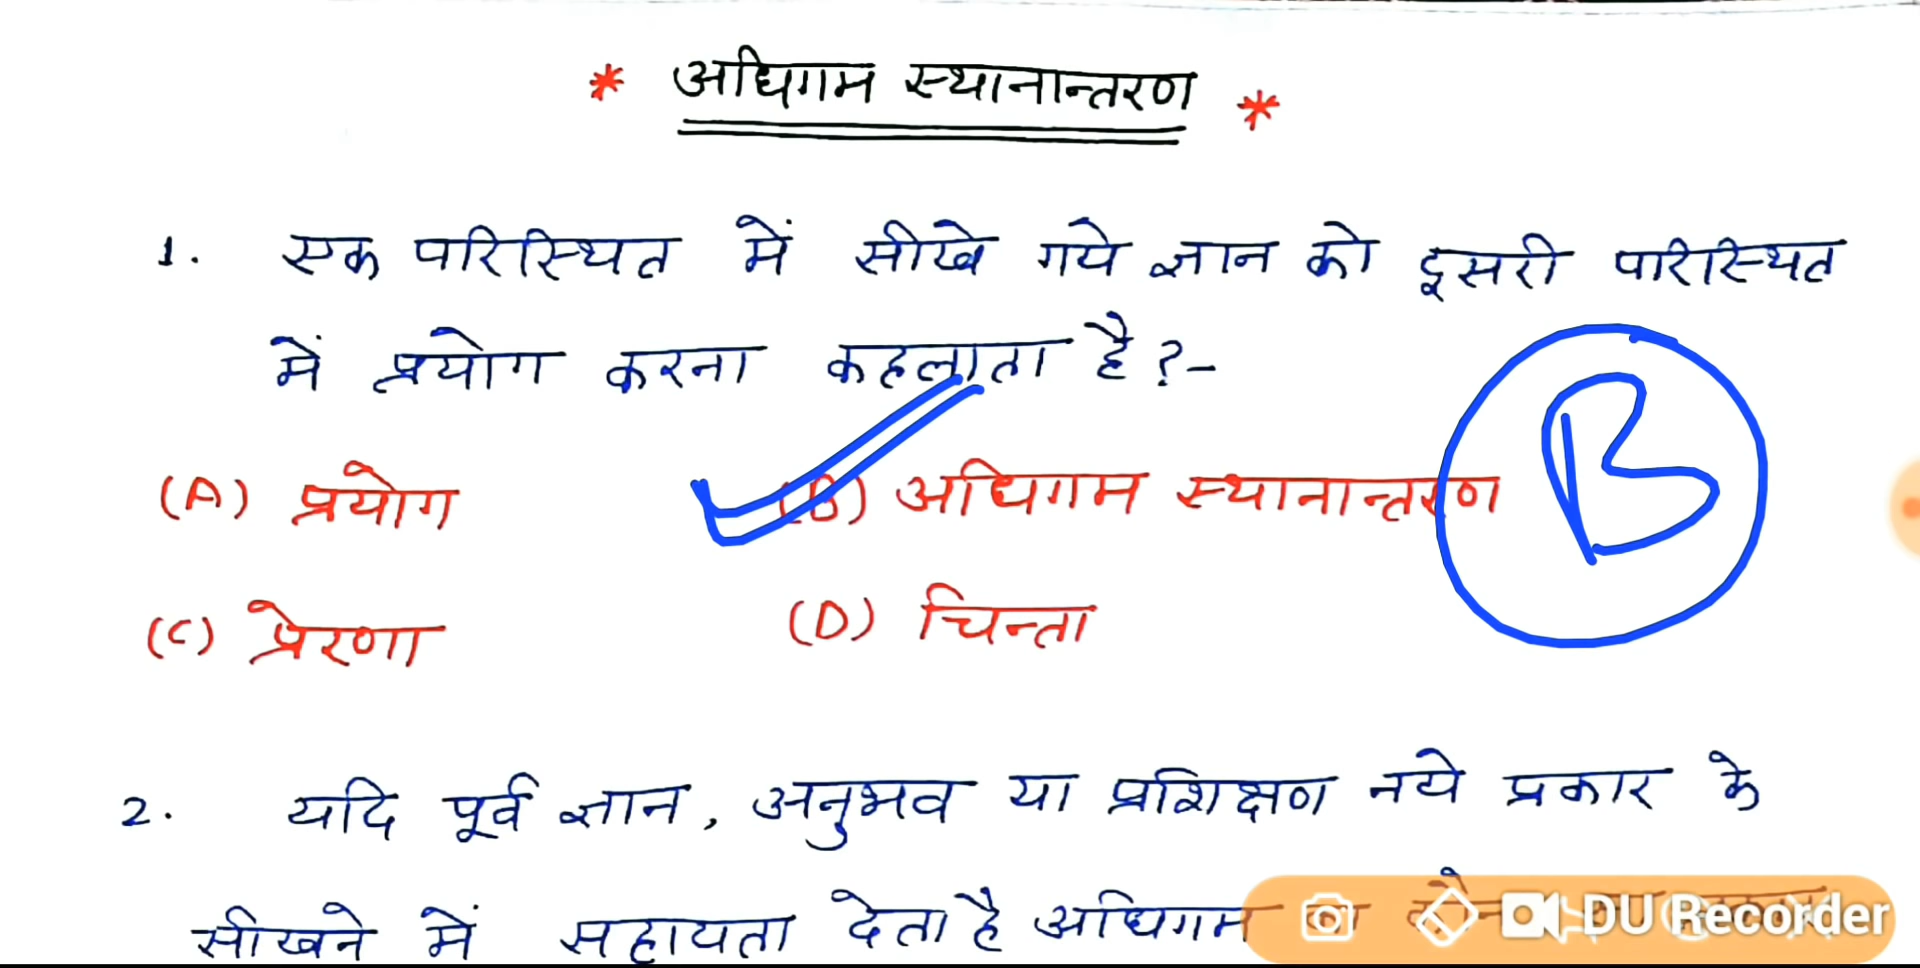 * अधिगम स्थानान्तरण *
1. एक परिस्थित में सीखे गये ज्ञान को दूसरी परिस्थित
में प्रयोग करना कहलाता है ? -
(A) प्रयोग (B) अधिगम स्थानान्तरण
(C) प्रेरणा (D) चिन्ता
B
2. यदि पूर्व ज्ञान, अनुभव या प्रशिक्षण नये प्रकार के
सीखने में सहायता देता है अधिगम
DU Recorder